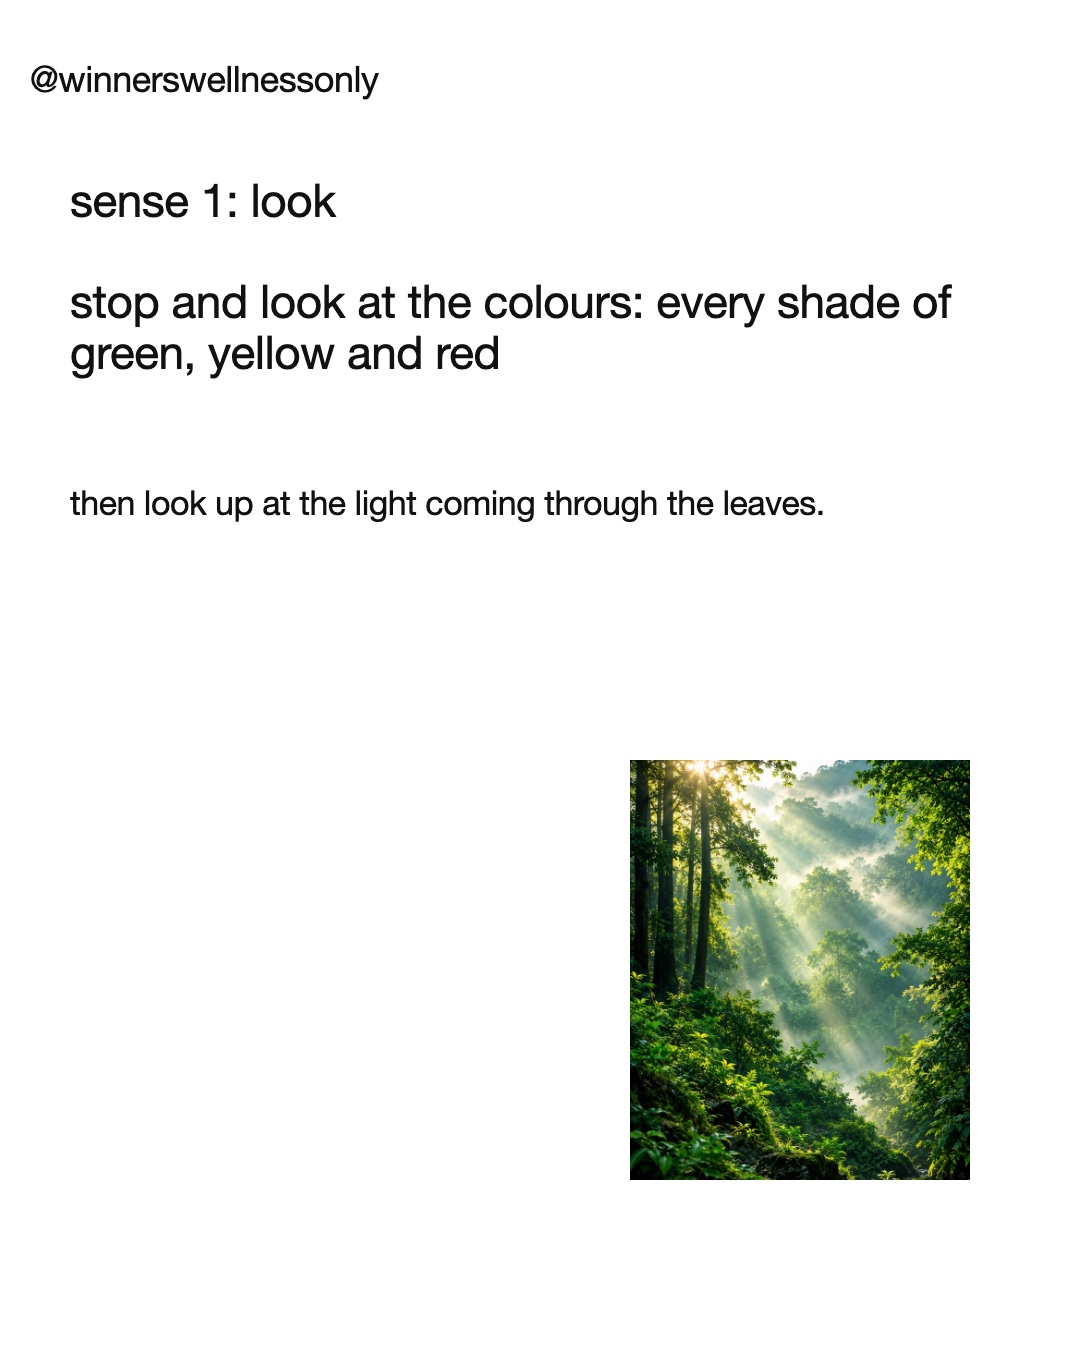 @winnerswellnessonly
sense 1: look
stop and look at the colours: every shade of
green, yellow and red
then look up at the light coming through the leaves.